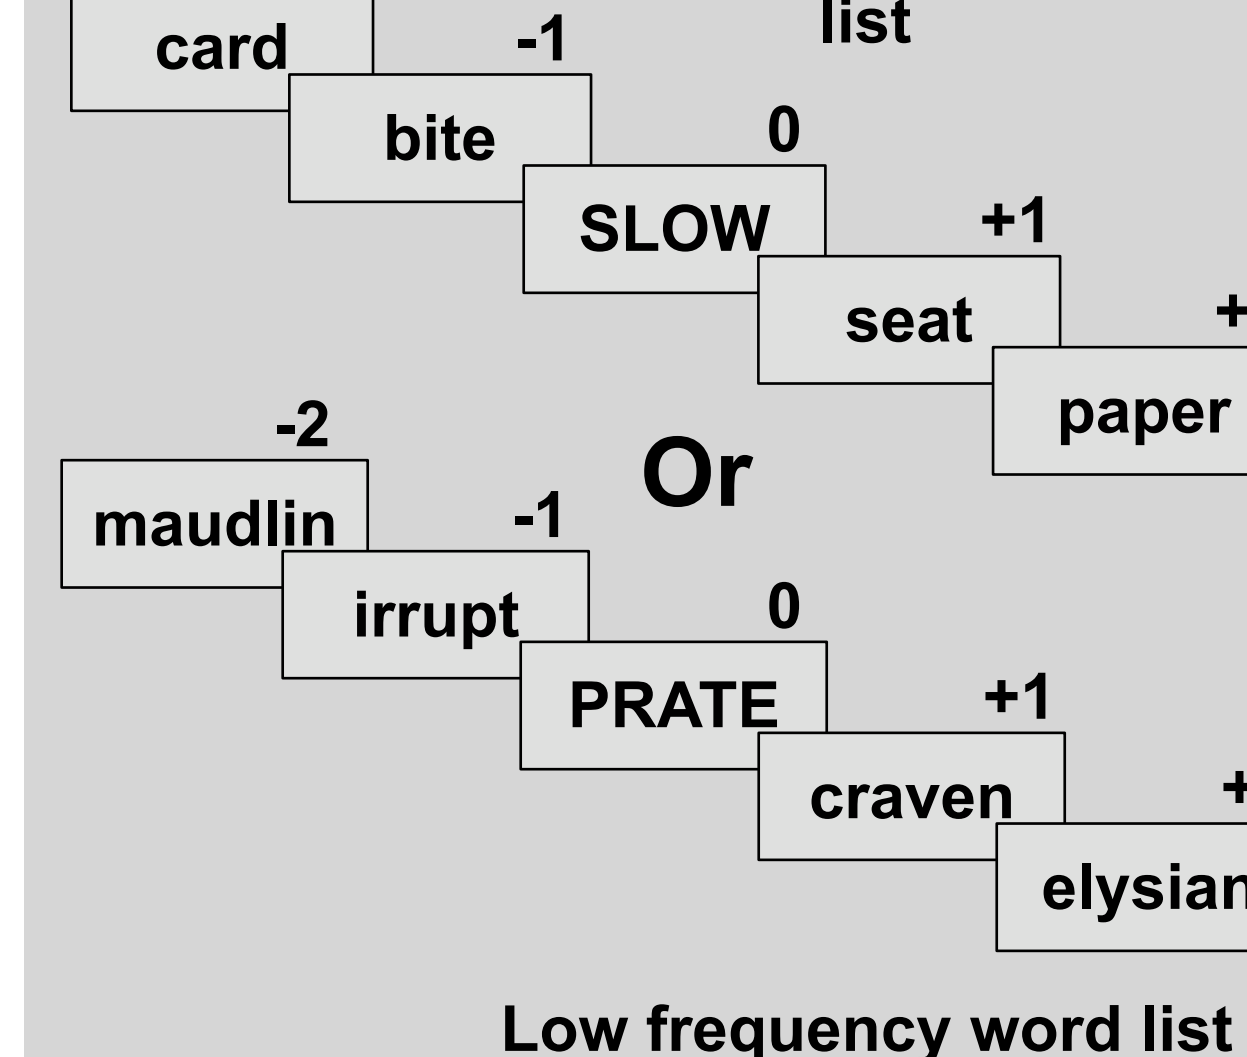 list
card
-1
bite
0
SLOW
+1
seat
+
paper
Or
-2
maudlin
-1
irrupt
0
PRATE
+1
craven
+
elysian
Low frequency word list